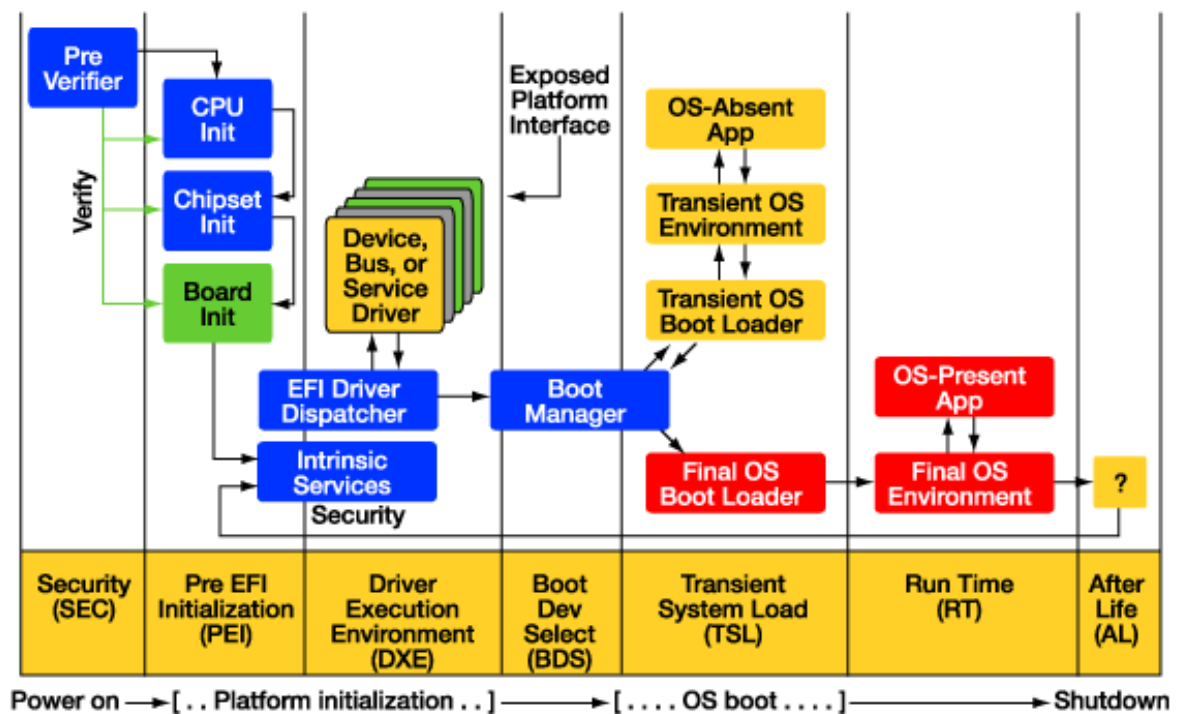 Pre
Verifier
CPU
Init
Chipset
Init
Board
Init
Verify
Exposed
Platform
Interface
Device,
Bus, or
Service
Driver
EFI Driver
Dispatcher
Intrinsic
Services
Security
Boot
Manager
OS-Absent
App
Transient OS
Environment
Transient OS
Boot Loader
Final OS
Boot Loader
OS-Present
App
Final OS
Environment
?
Security
(SEC)
Pre EFI
Initialization
(PEI)
Driver
Execution
Environment
(DXE)
Boot
Dev
Select
(BDS)
Transient
System Load
(TSL)
Run Time
(RT)
After
Life
(AL)
Power on [ . . Platform initialization . . ] [ . . . . OS boot . . . . ] Shutdown